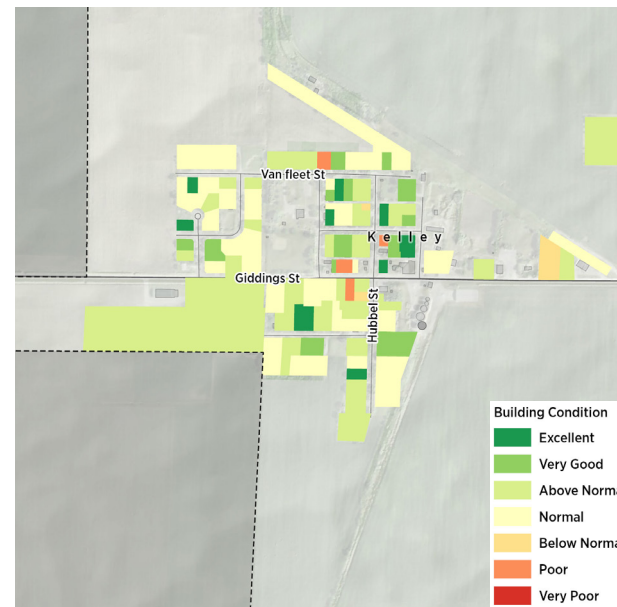 Van fleet St
Kelley
Giddings St
Hubbel St
Building Condition
Excellent
Very Good
Above Norma
Normal
Below Norma
Poor
Very Poor